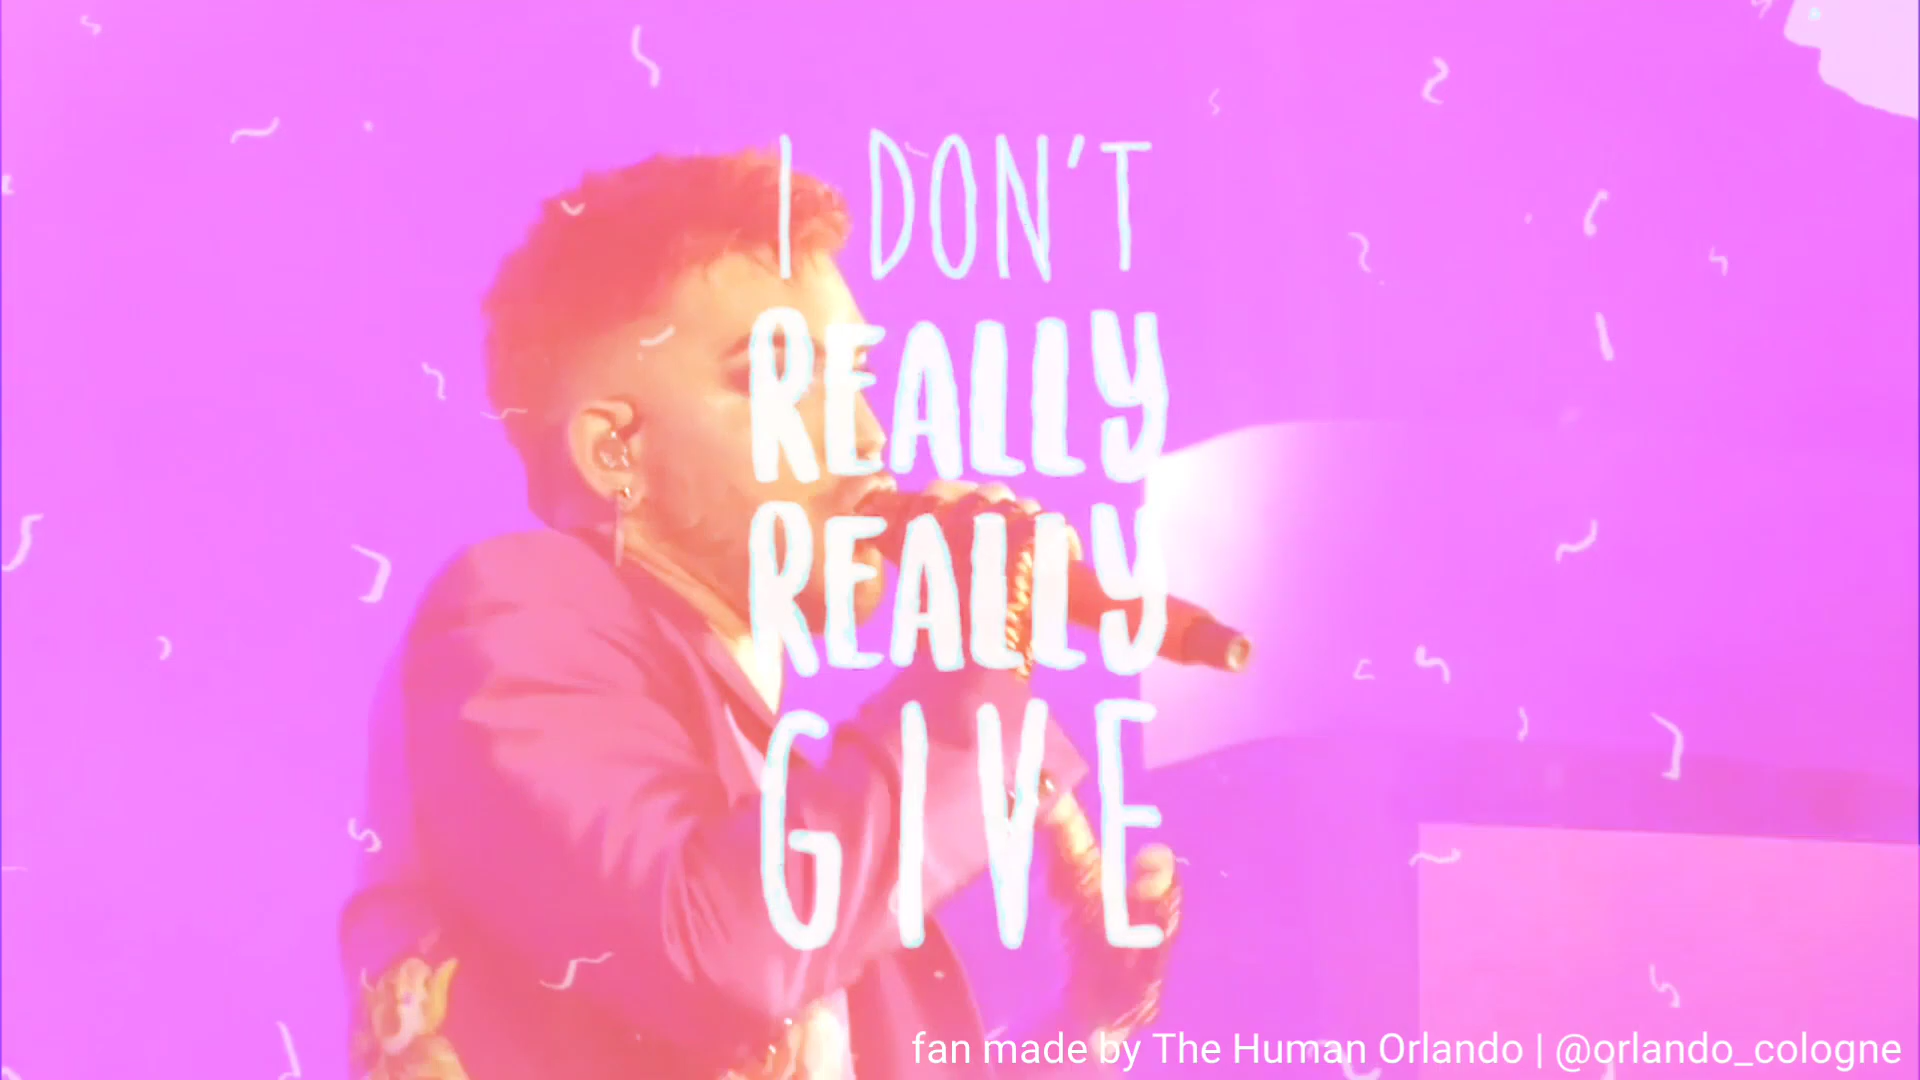 I DON'T
REALLY
REALLY
GIVE
fan made by The Human Orlando | @orlando_cologne